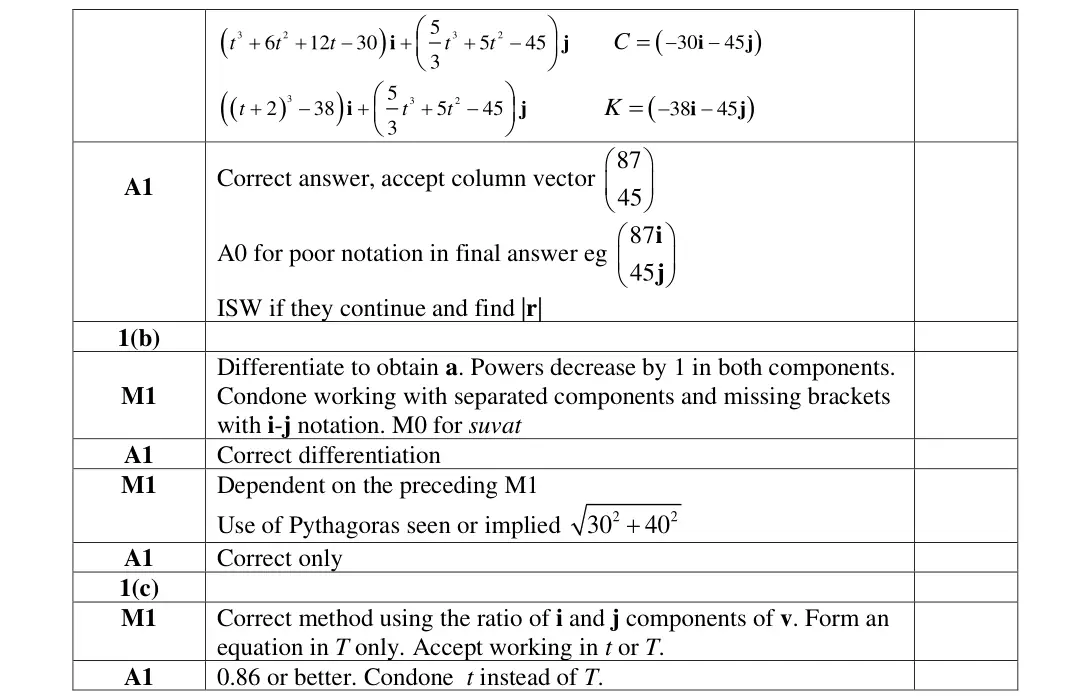 (t³ + 6t² + 12t − 30)i + (5/3 t³ + 5t² − 45)j   C = (−30i − 45j)
((t + 2)³ − 38)i + (5/3 t³ + 5t² − 45)j   K = (−38i − 45j)
A1 Correct answer, accept column vector (87 45)
A0 for poor notation in final answer eg (87i 45j)
ISW if they continue and find |r|
1(b)
M1 Differentiate to obtain a. Powers decrease by 1 in both components.
Condone working with separated components and missing brackets
with i-j notation. M0 for suvat
A1 Correct differentiation
M1 Dependent on the preceding M1
Use of Pythagoras seen or implied √(30² + 40²)
A1 Correct only
1(c)
M1 Correct method using the ratio of i and j components of v. Form an
equation in T only. Accept working in t or T.
A1 0.86 or better. Condone t instead of T.